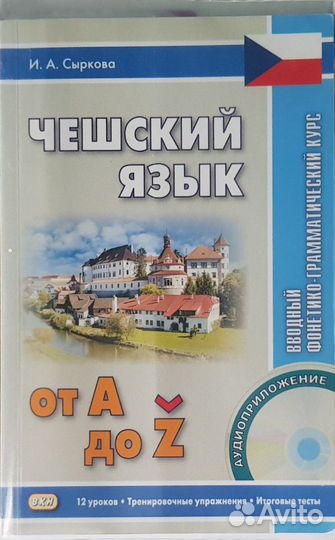 И. А. Сыркова
ЧЕШСКИЙ
ЯЗЫК
ВВОДНЫЙ
ФОНЕТИКО-ГРАММАТИЧЕСКИЙ КУРС
от A
до Ž
АУДИОПРИЛОЖЕНИЕ
ВКН
12 уроков • Тренировочные упражнения • Итоговые тесты
Avito